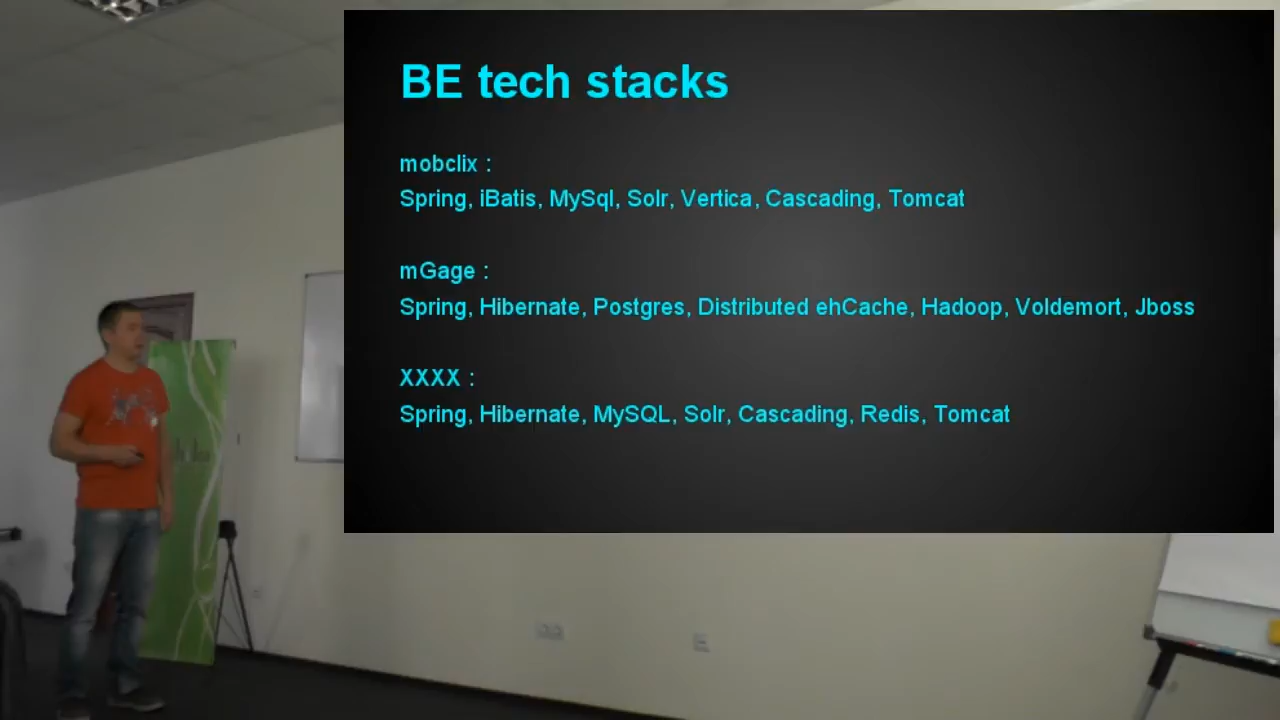 BE tech stacks
mobclix :
Spring, iBatis, MySql, Solr, Vertica, Cascading, Tomcat
mGage :
Spring, Hibernate, Postgres, Distributed ehCache, Hadoop, Voldemort, Jboss
XXXX :
Spring, Hibernate, MySQL, Solr, Cascading, Redis, Tomcat